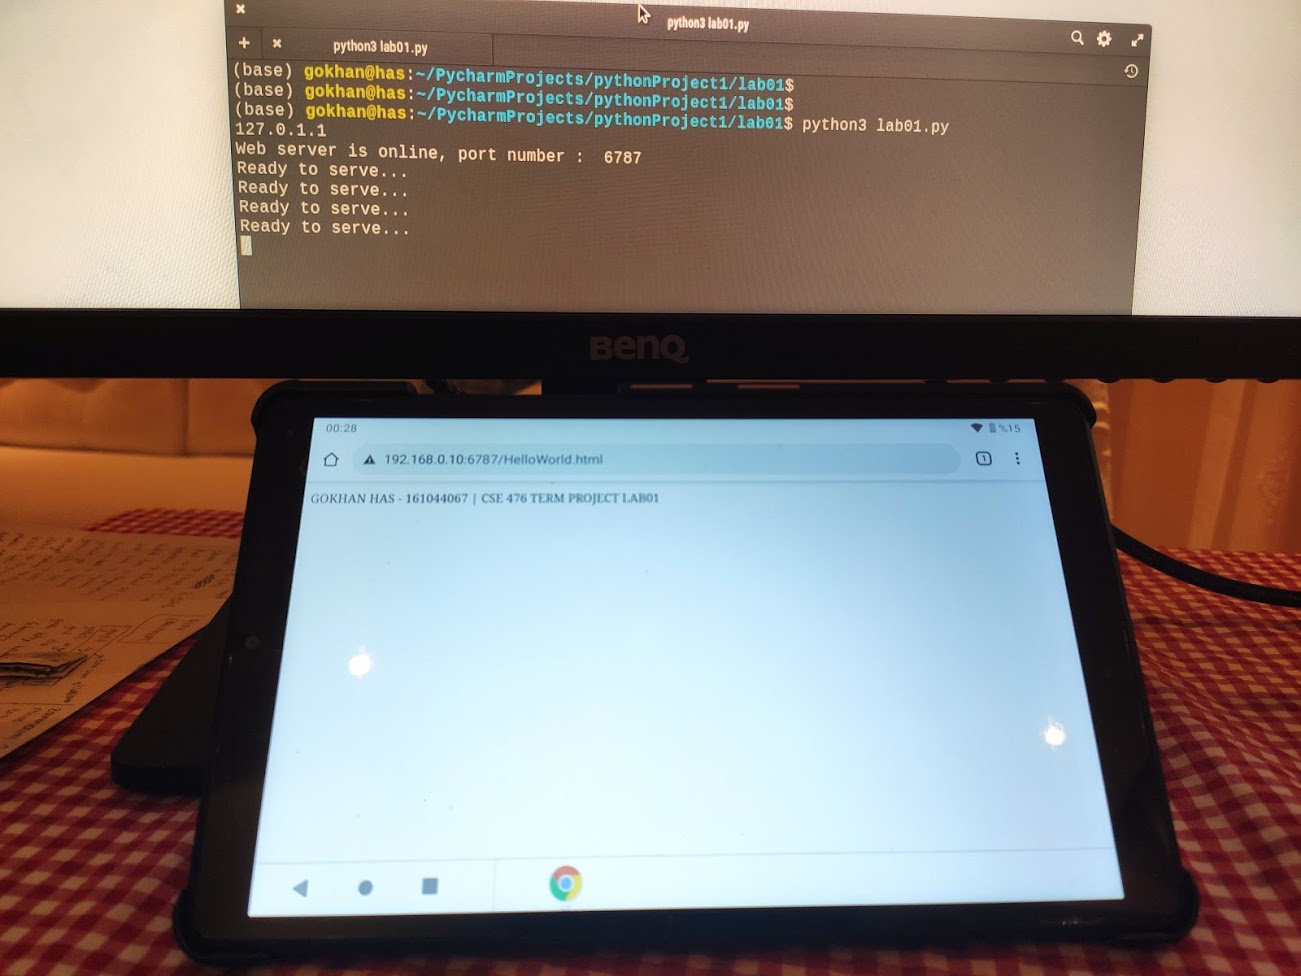 python3 lab01.py
python3 lab01.py
(base) gokhan@has:~/PycharmProjects/pythonProject1/lab01$
(base) gokhan@has:~/PycharmProjects/pythonProject1/lab01$
(base) gokhan@has:~/PycharmProjects/pythonProject1/lab01$ python3 lab01.py
127.0.1.1
Web server is online, port number :  6787
Ready to serve...
Ready to serve...
Ready to serve...
Ready to serve...
BenQ
00:28
%15
192.168.0.10:6787/HelloWorld.html
1
GOKHAN HAS - 161044067 | CSE 476 TERM PROJECT LAB01